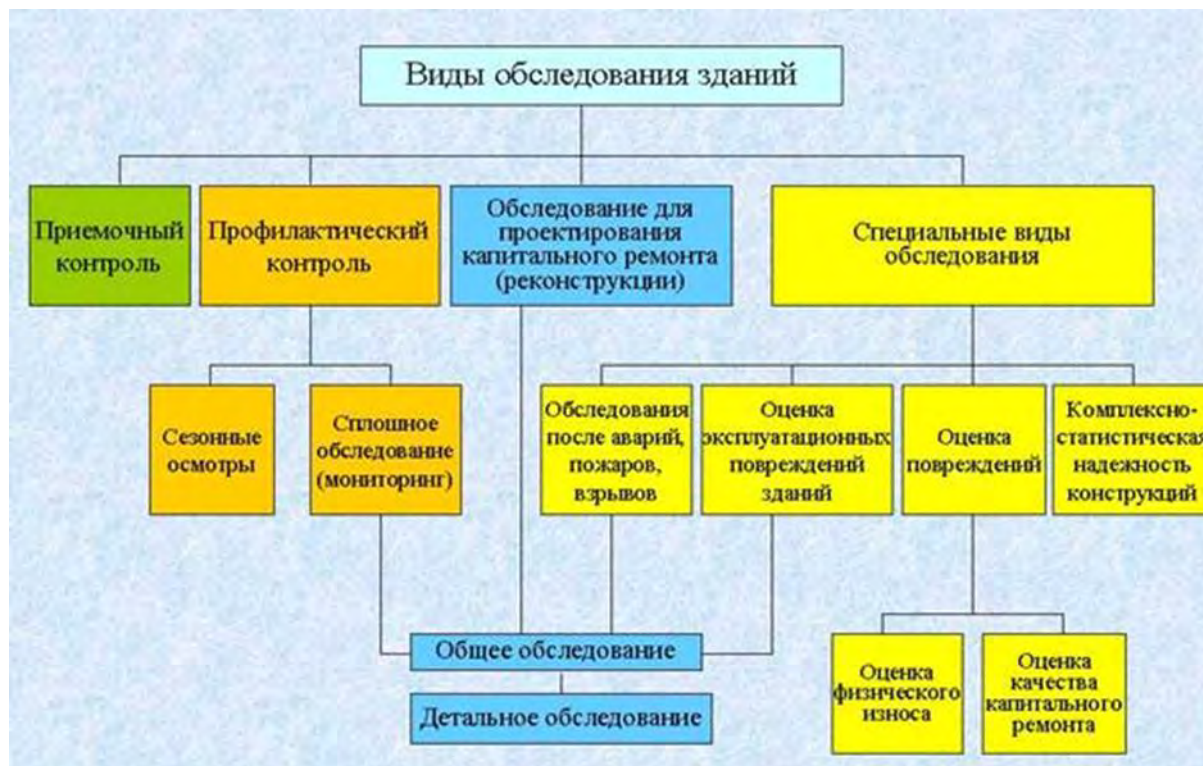 Виды обследования зданий
Приемочный
контроль
Профилактический
контроль
Обследование для
проектирования
капитального ремонта
(реконструкции)
Специальные виды
обследования
Сезонные
осмотры
Сплошное
обследование
(мониторинг)
Обследования
после аварий,
пожаров,
взрывов
Оценка
эксплуатационных
повреждений
зданий
Оценка
повреждений
Комплексно-
статистическая
надежность
конструкций
Общее обследование
Детальное обследование
Оценка
физического
износа
Оценка
качества
капитального
ремонта